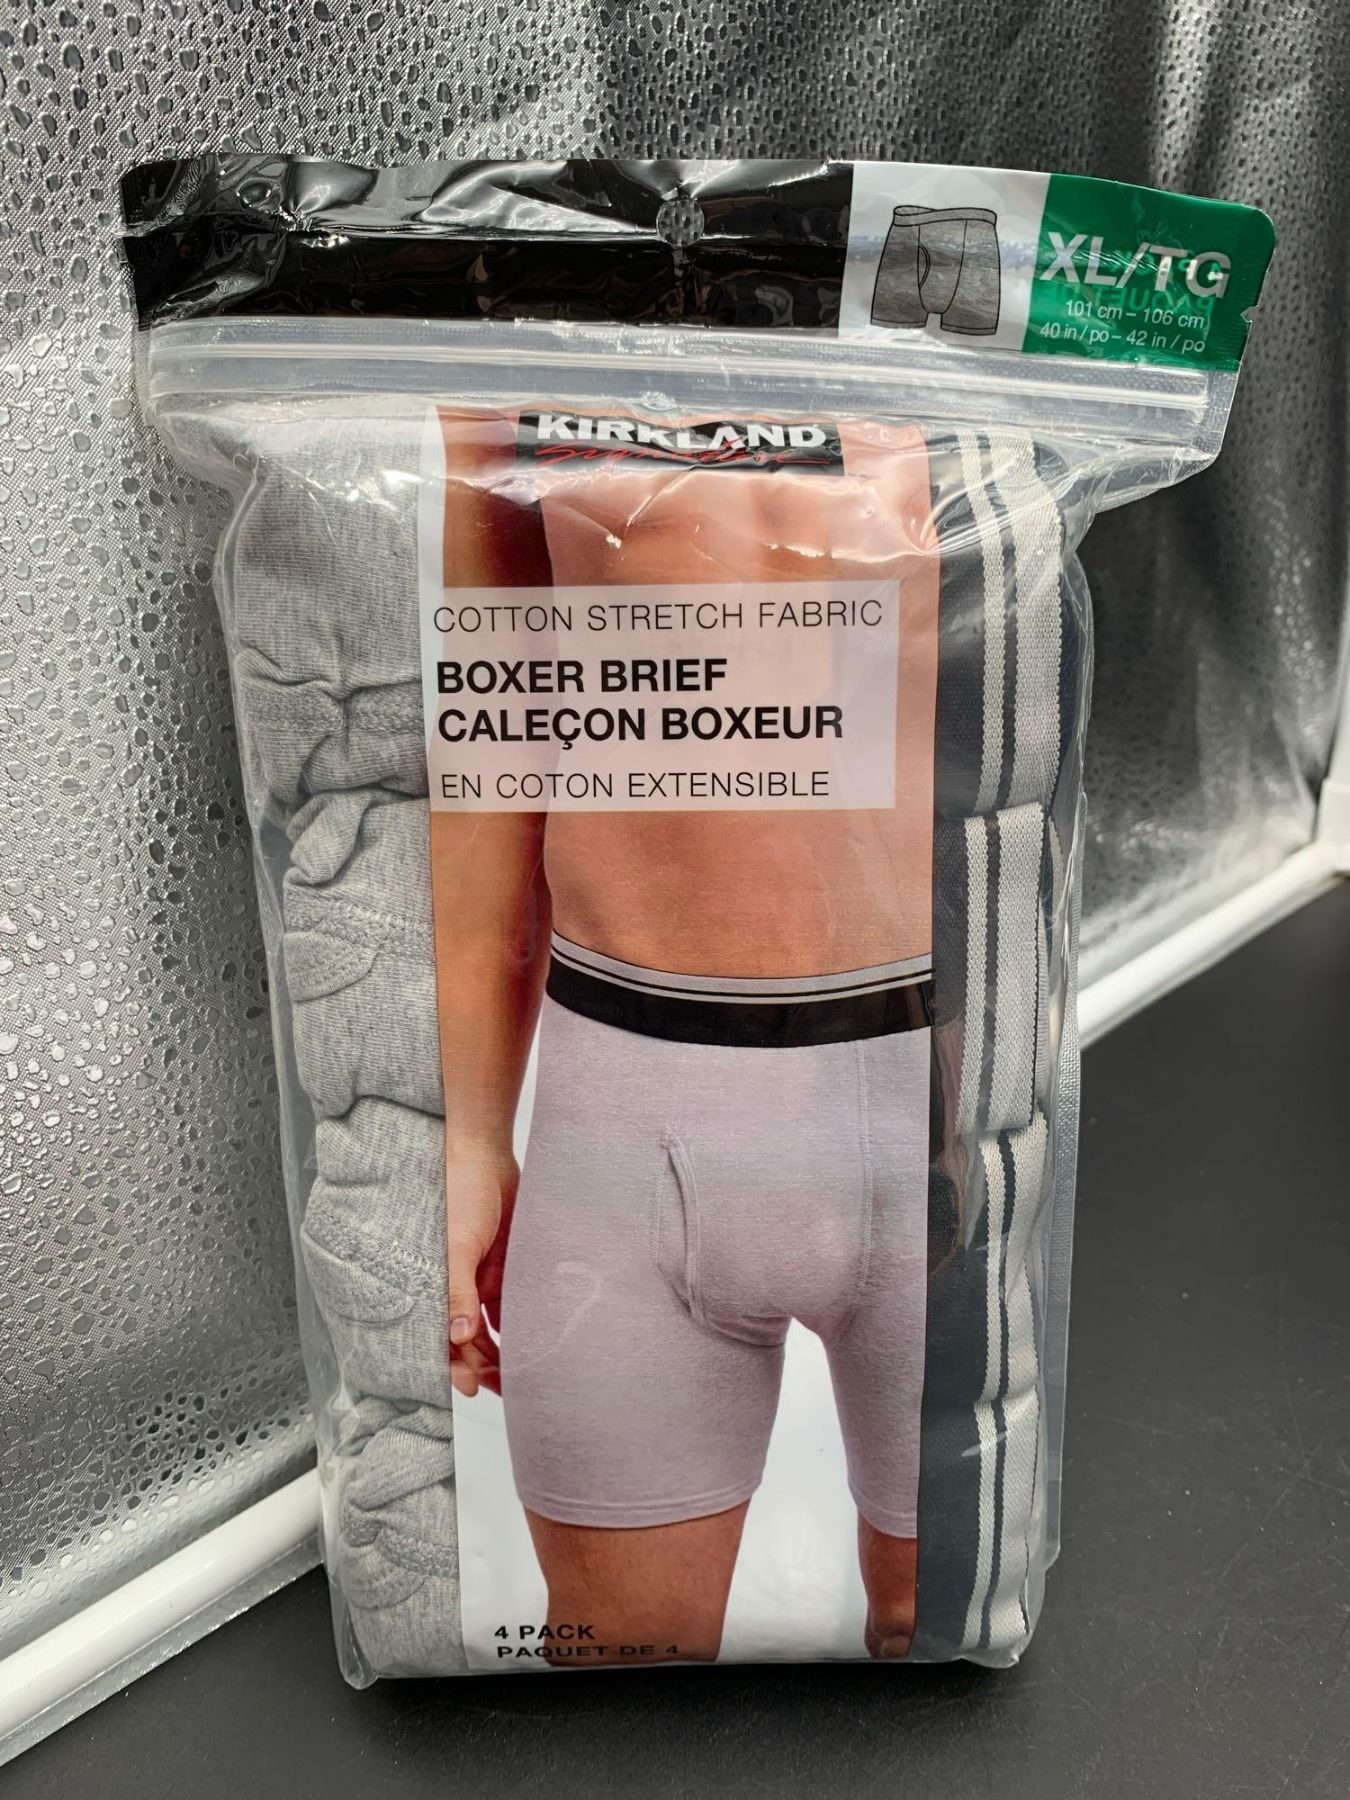 XL/TG
101 cm – 106 cm
40 in / po – 42 in / po
KIRKLAND
Signature
COTTON STRETCH FABRIC
BOXER BRIEF
CALEÇON BOXEUR
EN COTON EXTENSIBLE
4 PACK
PAQUET DE 4